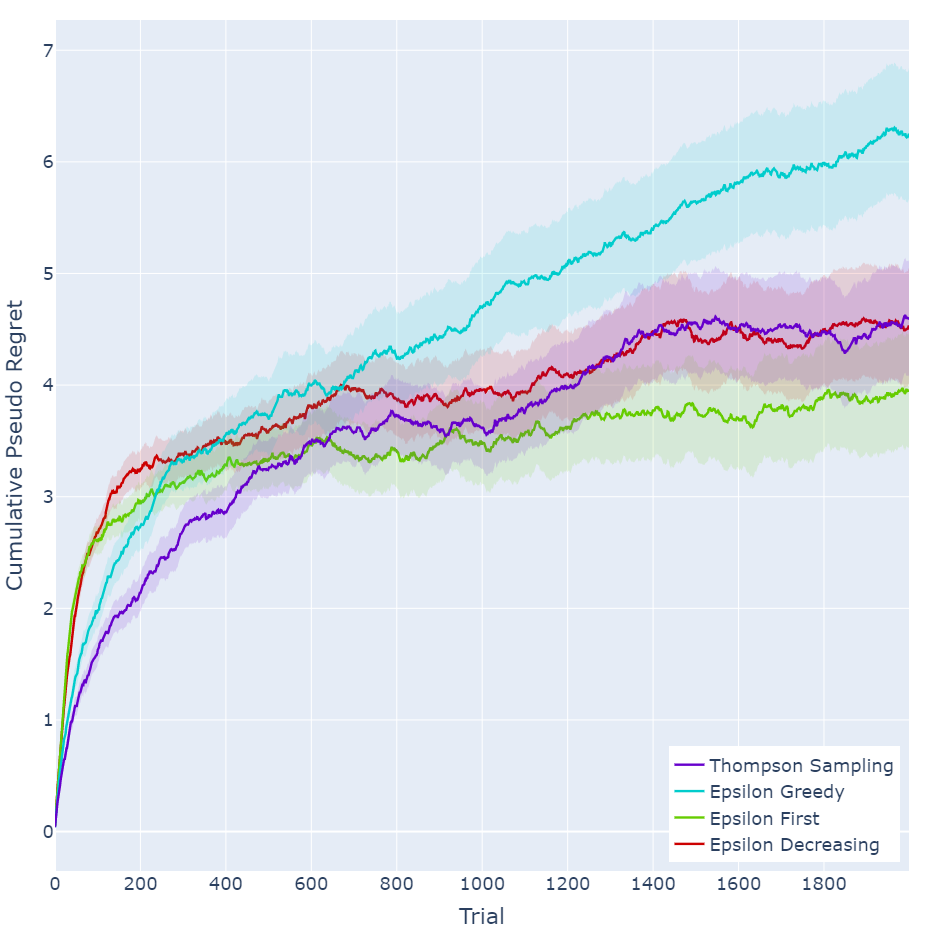 Cumulative Pseudo Regret
7
6
5
4
3
2
1
0
0 200 400 600 800 1000 1200 1400 1600 1800
Trial
Thompson Sampling
Epsilon Greedy
Epsilon First
Epsilon Decreasing